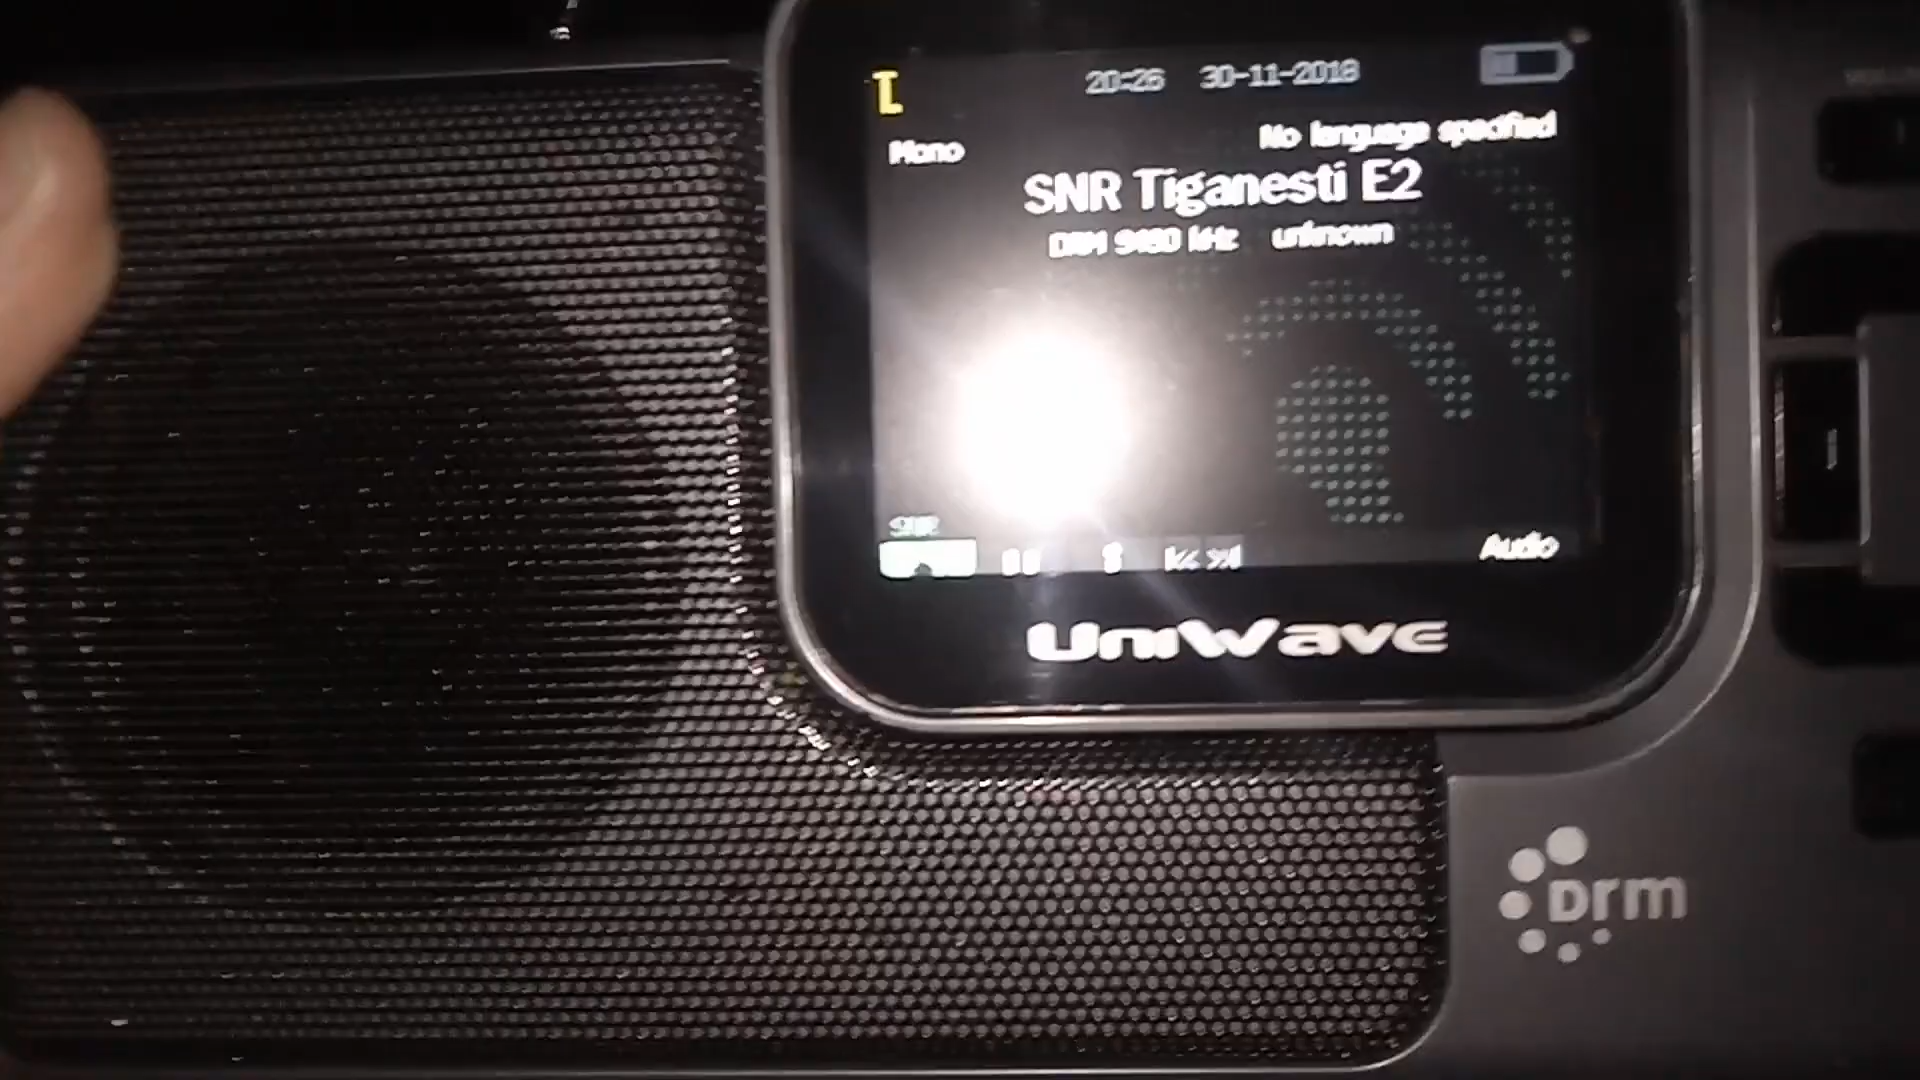 20:26 30-11-2018
Mono
No language specified
SNR Tiganesti E2
DRM kHz unknown
SNR
Audio
UniWave
Drm